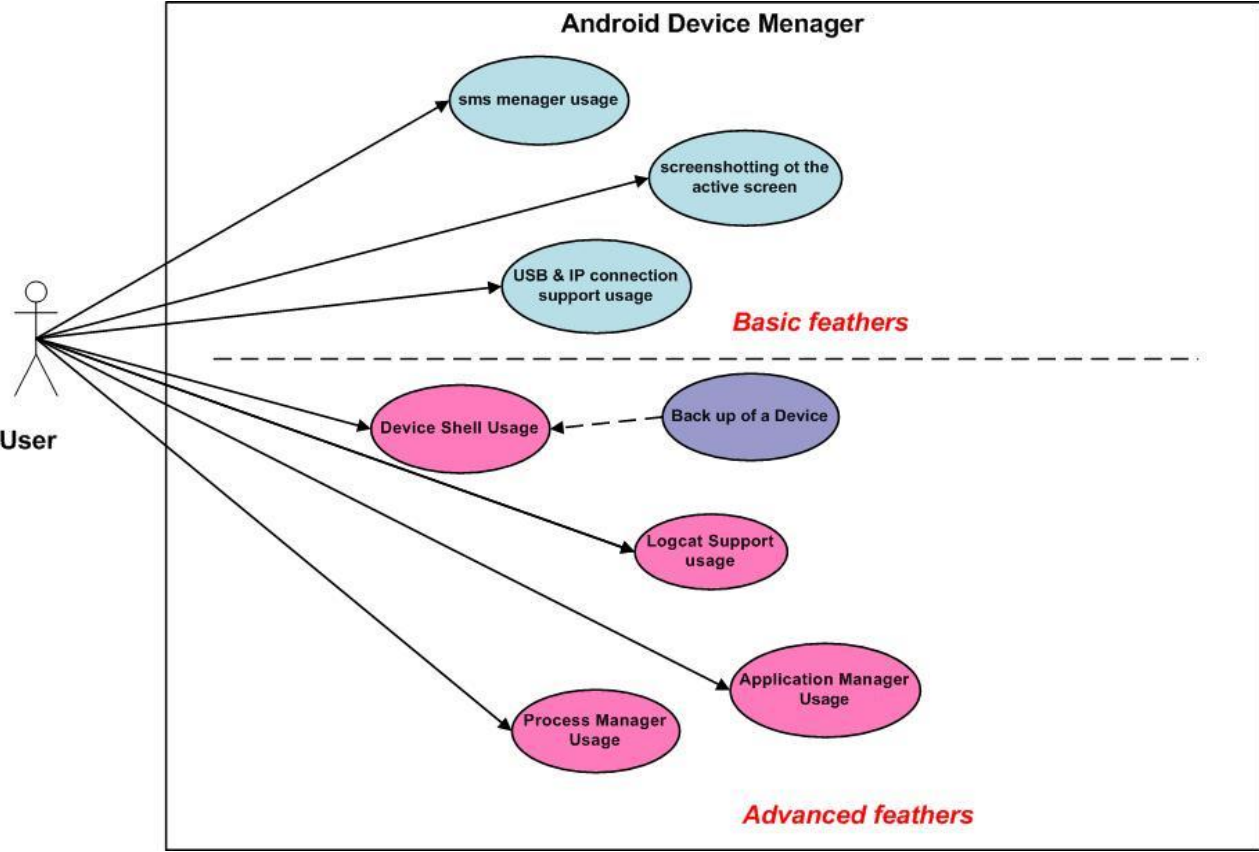 Android Device Menager
sms menager usage
screenshotting ot the
active screen
USB & IP connection
support usage
Basic feathers
User
Device Shell Usage
Back up of a Device
Logcat Support
usage
Application Manager
Usage
Process Manager
Usage
Advanced feathers